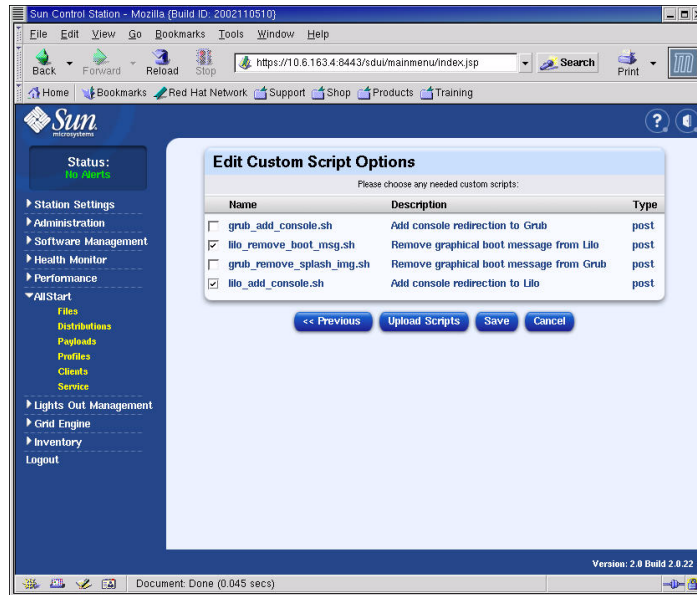 Sun Control Station - Mozilla {Build ID: 2002110510}
File Edit View Go Bookmarks Tools Window Help
Back Forward Reload Stop https://10.6.163.4:8443/sdui/mainmenu/index.jsp Search Print
Home Bookmarks Red Hat Network Support Shop Products Training
Sun
microsystems
?
Status:
No Alerts
Station Settings
Administration
Software Management
Health Monitor
Performance
AllStart
Files
Distributions
Payloads
Profiles
Clients
Service
Lights Out Management
Grid Engine
Inventory
Logout
Edit Custom Script Options
Please choose any needed custom scripts:
Name Description Type
grub_add_console.sh Add console redirection to Grub post
lilo_remove_boot_msg.sh Remove graphical boot message from Lilo post
grub_remove_splash_img.sh Remove graphical boot message from Grub post
lilo_add_console.sh Add console redirection to Lilo post
<< Previous Upload Scripts Save Cancel
Version: 2.0 Build 2.0.22
Document: Done (0.045 secs)